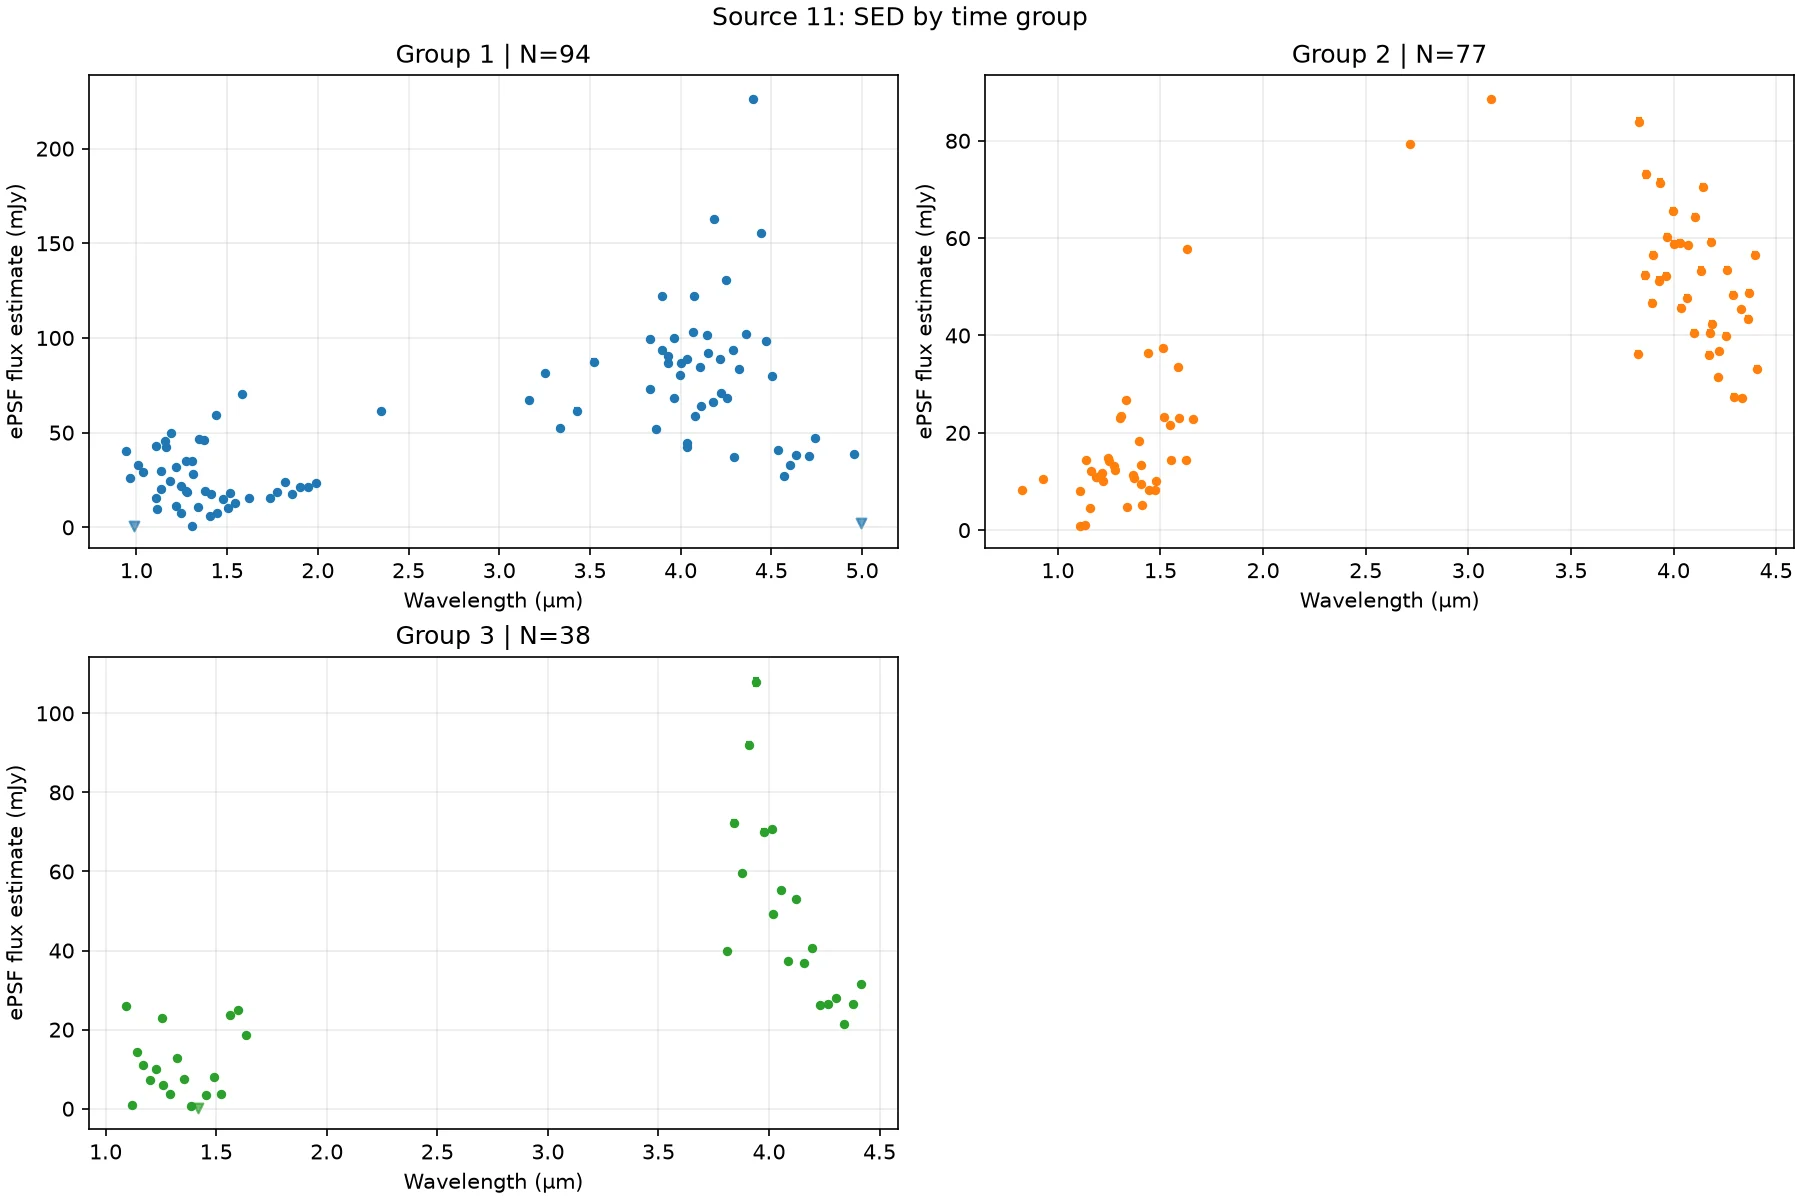 Source 11: SED by time group
Group 1 | N=94
ePSF flux estimate (mJy)
200
150
100
50
0
1.0 1.5 2.0 2.5 3.0 3.5 4.0 4.5 5.0
Wavelength (µm)
Group 2 | N=77
ePSF flux estimate (mJy)
80
60
40
20
0
1.0 1.5 2.0 2.5 3.0 3.5 4.0 4.5
Wavelength (µm)
Group 3 | N=38
ePSF flux estimate (mJy)
100
80
60
40
20
0
1.0 1.5 2.0 2.5 3.0 3.5 4.0 4.5
Wavelength (µm)